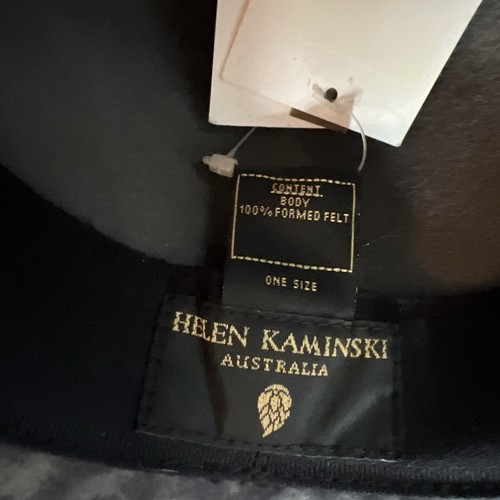 CONTENT
BODY
100% FORMED FELT
ONE SIZE
HELEN KAMINSKI
AUSTRALIA